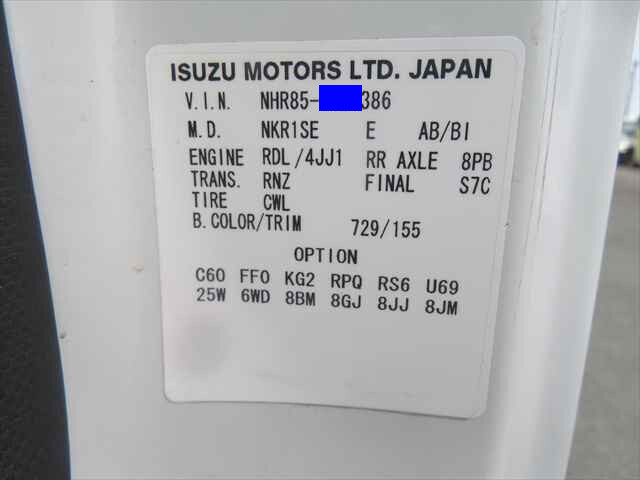 ISUZU MOTORS LTD. JAPAN
V.I.N. NHR85- 386
M.D. NKR1SE E AB/BI
ENGINE RDL/4JJ1 RR AXLE 8PB
TRANS. RNZ FINAL S7C
TIRE CWL
B.COLOR/TRIM 729/155
OPTION
C60 FF0 KG2 RPQ RS6 U69
25W 6WD 8BM 8GJ 8JJ 8JM